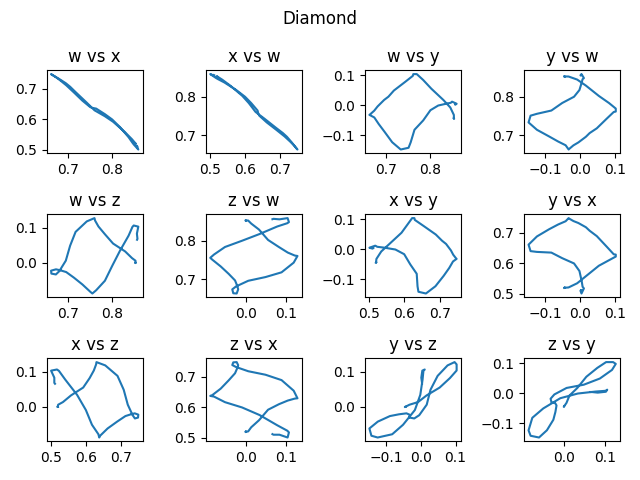 Diamond
w vs x
x vs w
w vs y
y vs w
0.7
0.6
0.5
0.7 0.8
0.8
0.7
0.5 0.6 0.7
0.1
0.0
−0.1
0.7 0.8
0.8
0.7
−0.1 0.0 0.1
w vs z
z vs w
x vs y
y vs x
0.1
0.0
0.7 0.8
0.8
0.7
0.0 0.1
0.1
0.0
−0.1
0.5 0.6 0.7
0.7
0.6
0.5
−0.1 0.0 0.1
x vs z
z vs x
y vs z
z vs y
0.1
0.0
0.5 0.6 0.7
0.7
0.6
0.5
0.0 0.1
0.1
0.0
−0.1 0.0 0.1
0.1
0.0
−0.1
0.0 0.1